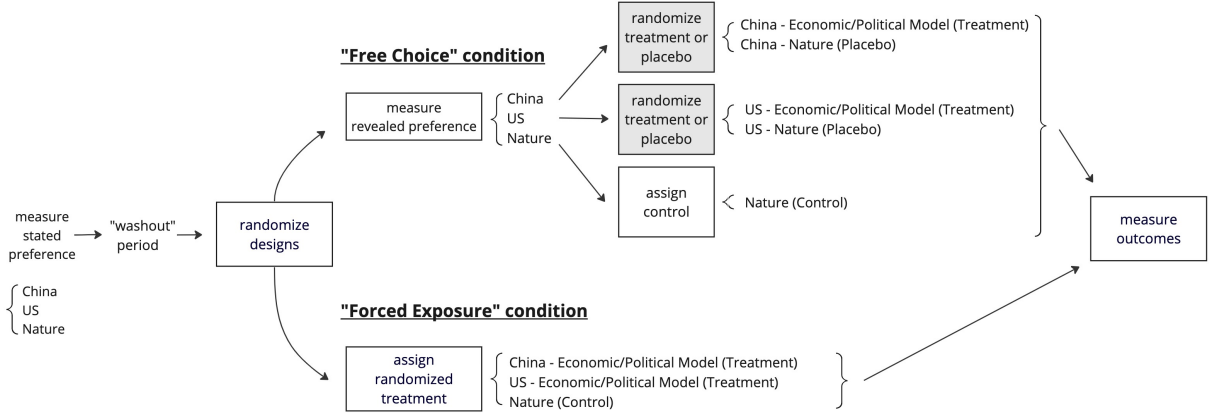 measure
stated
preference
China
US
Nature
"washout"
period
randomize
designs
"Free Choice" condition
measure
revealed preference
China
US
Nature
randomize
treatment or
placebo
China - Economic/Political Model (Treatment)
China - Nature (Placebo)
randomize
treatment or
placebo
US - Economic/Political Model (Treatment)
US - Nature (Placebo)
assign
control
Nature (Control)
"Forced Exposure" condition
assign
randomized
treatment
China - Economic/Political Model (Treatment)
US - Economic/Political Model (Treatment)
Nature (Control)
measure
outcomes